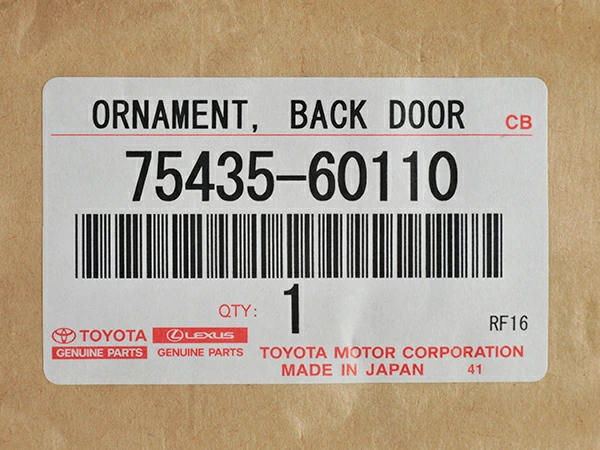 ORNAMENT, BACK DOOR CB
75435-60110
QTY: 1
RF16
TOYOTA LEXUS
GENUINE PARTS GENUINE PARTS
TOYOTA MOTOR CORPORATION
MADE IN JAPAN 41